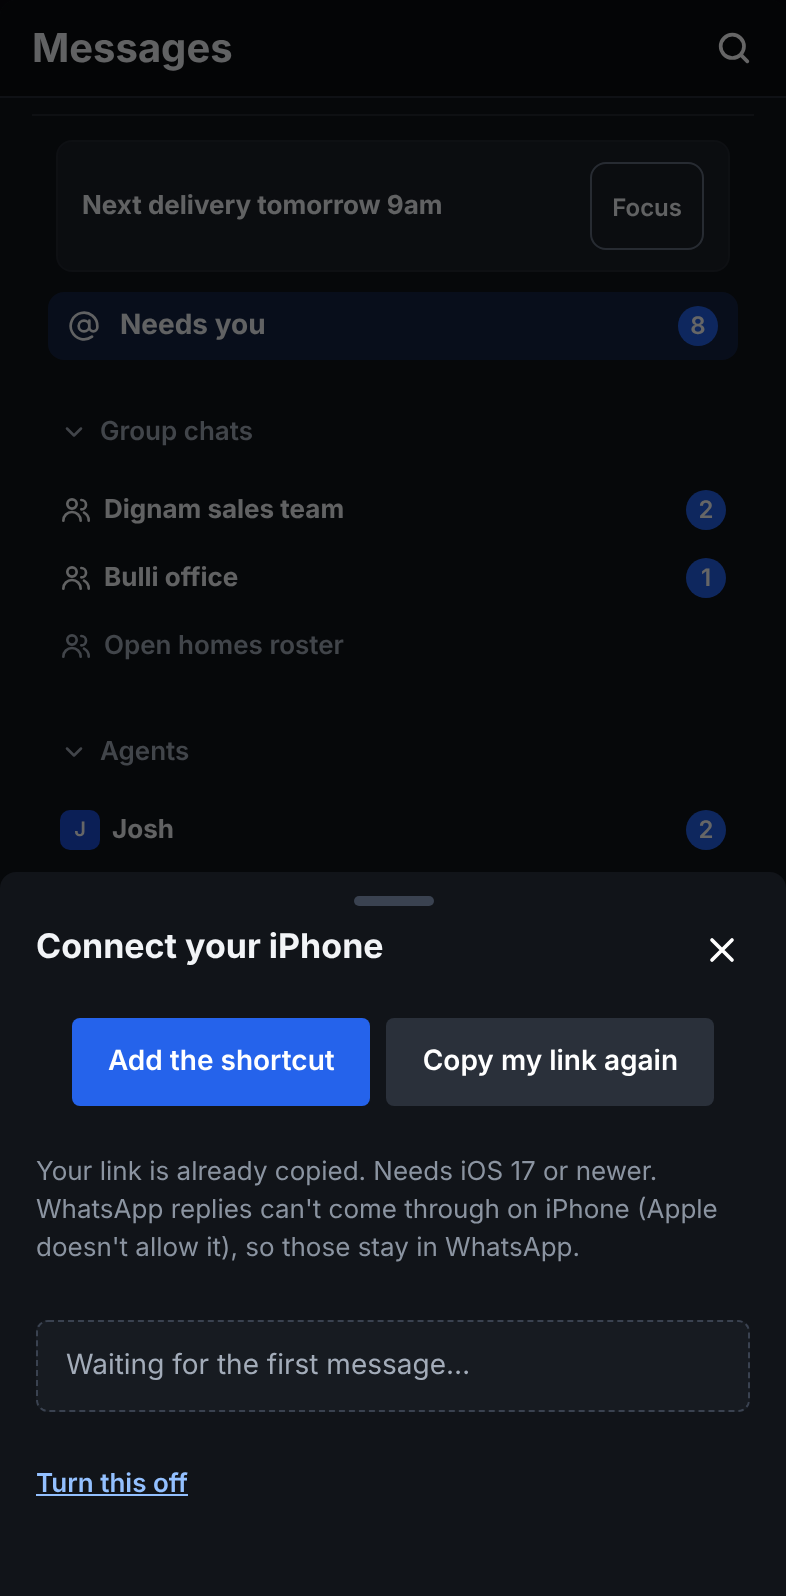 Messages
Next delivery tomorrow 9am
Focus
@ Needs you
8
Group chats
Dignam sales team
2
Bulli office
1
Open homes roster
Agents
J
Josh
2
Connect your iPhone
Add the shortcut
Copy my link again
Your link is already copied. Needs iOS 17 or newer.
WhatsApp replies can't come through on iPhone (Apple
doesn't allow it), so those stay in WhatsApp.
Waiting for the first message...
Turn this off